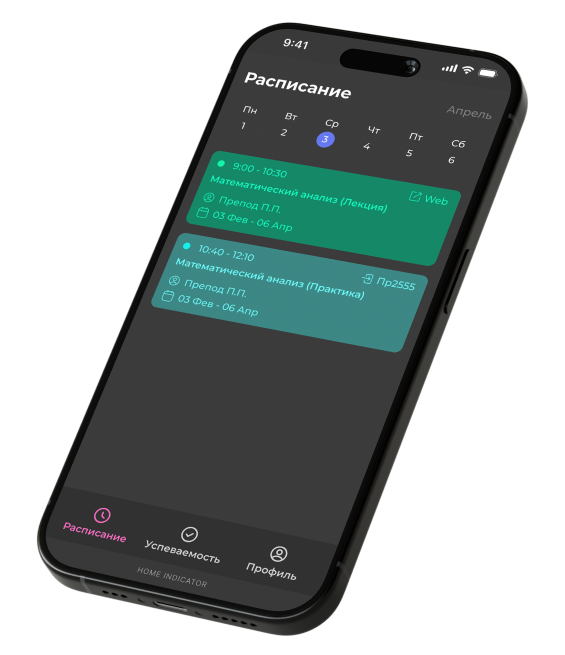 9:41
Расписание
Апрель
Пн Вт Ср Чт Пт Сб
1 2 3 4 5 6
9:00 - 10:30
Web
Математический анализ (Лекция)
Препод П.П.
03 Фев - 06 Апр
10:40 - 12:10
Пр2555
Математический анализ (Практика)
Препод П.П.
03 Фев - 06 Апр
Расписание Успеваемость Профиль
HOME INDICATOR